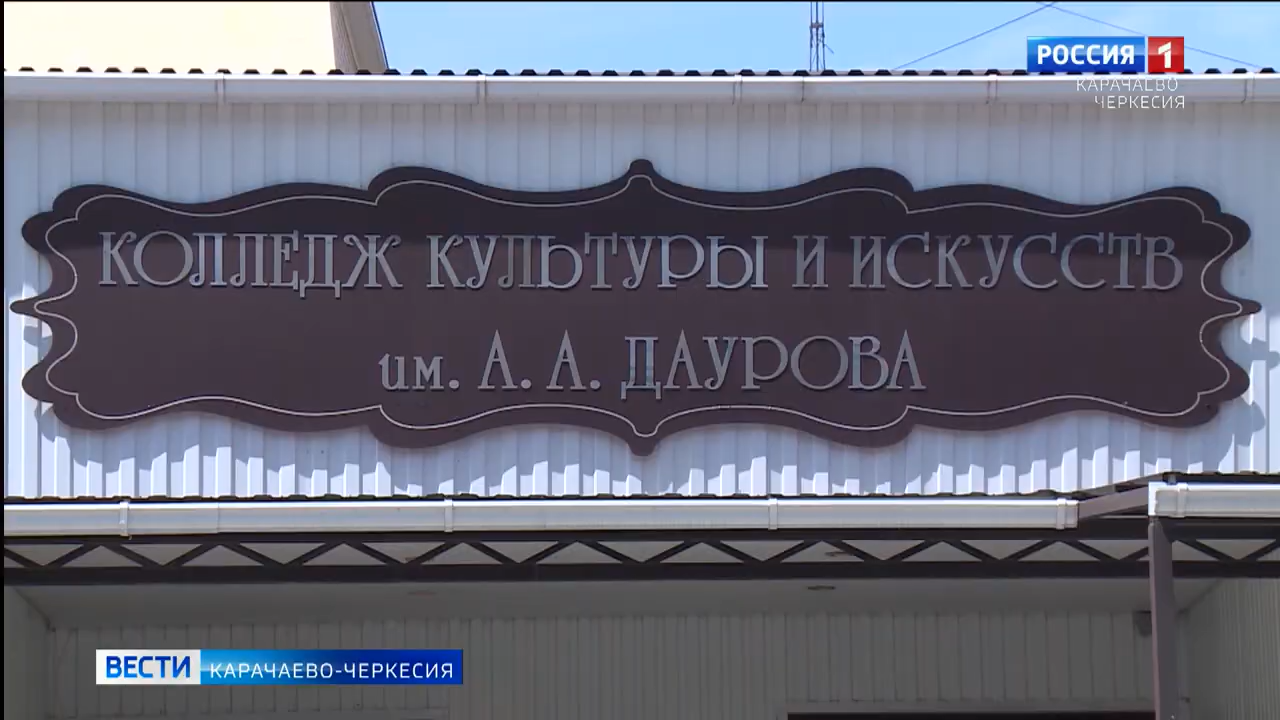 РОССИЯ 1
КАРАЧАЕВО
ЧЕРКЕСИЯ
КОЛЛЕДЖ КУЛЬТУРЫ И ИСКУССТВ
им. А. А. ДАУРОВА
ВЕСТИ КАРАЧАЕВО-ЧЕРКЕСИЯ